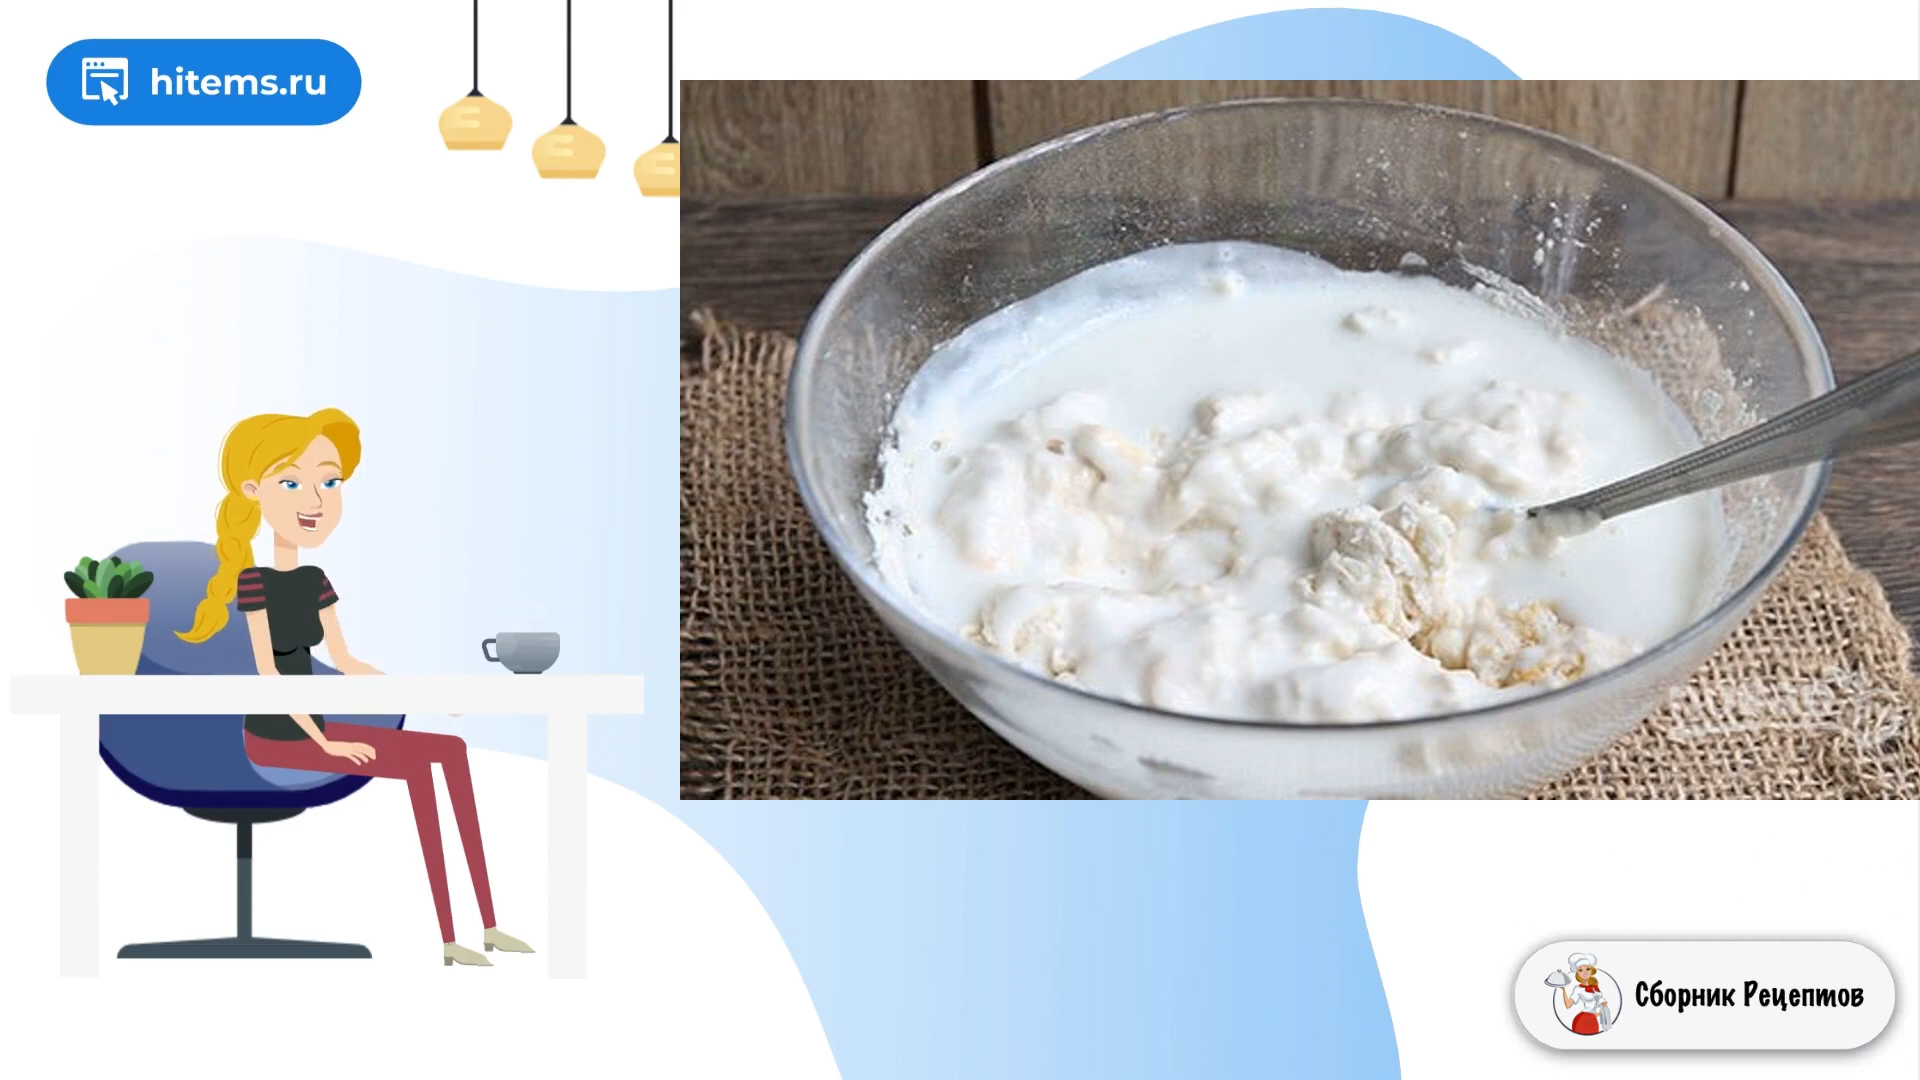 hitems.ru
Сборник Рецептов